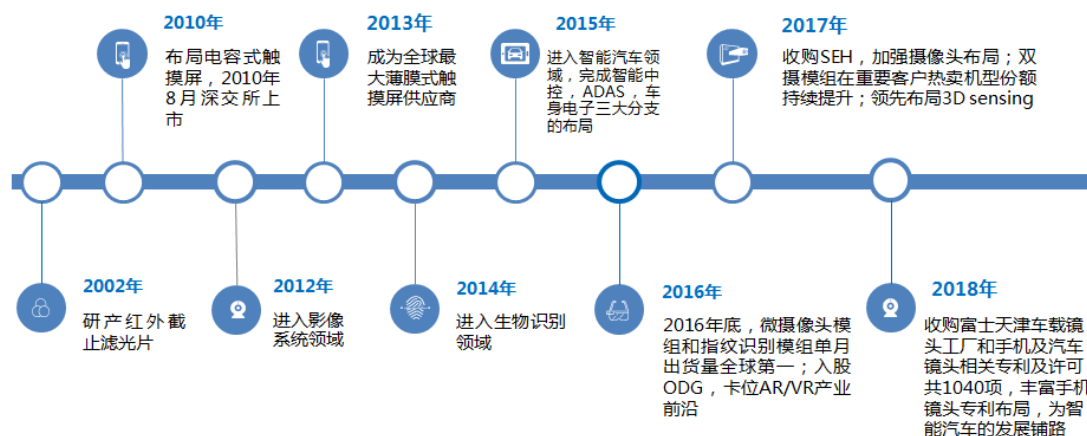 2010年
布局电容式触
摸屏，2010年
8月深交所上
市
2013年
成为全球最
大薄膜式触
摸屏供应商
2015年
进入智能汽车领
域，完成智能中
控，ADAS，车
身电子三大分支
的布局
2017年
收购SEH，加强摄像头布局；双
摄模组在重要客户热卖机型份额
持续提升；领先布局3D sensing
2002年
研产红外截
止滤光片
2012年
进入影像
系统领域
2014年
进入生物识别
领域
2016年
2016年底，微摄像头模
组和指纹识别模组单月
出货量全球第一；入股
ODG，卡位AR/VR产业
前沿
2018年
收购富士天津车载镜
头工厂和手机及汽车
镜头相关专利及许可
共1040项，丰富手机
镜头专利布局，为智
能汽车的发展铺路